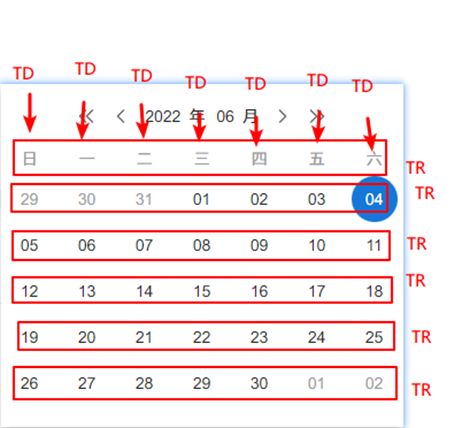 TD TD TD TD TD TD TD
2022 年 06 月
日 一 二 三 四 五 六 TR
29 30 31 01 02 03 04 TR
05 06 07 08 09 10 11 TR
12 13 14 15 16 17 18 TR
19 20 21 22 23 24 25 TR
26 27 28 29 30 01 02 TR